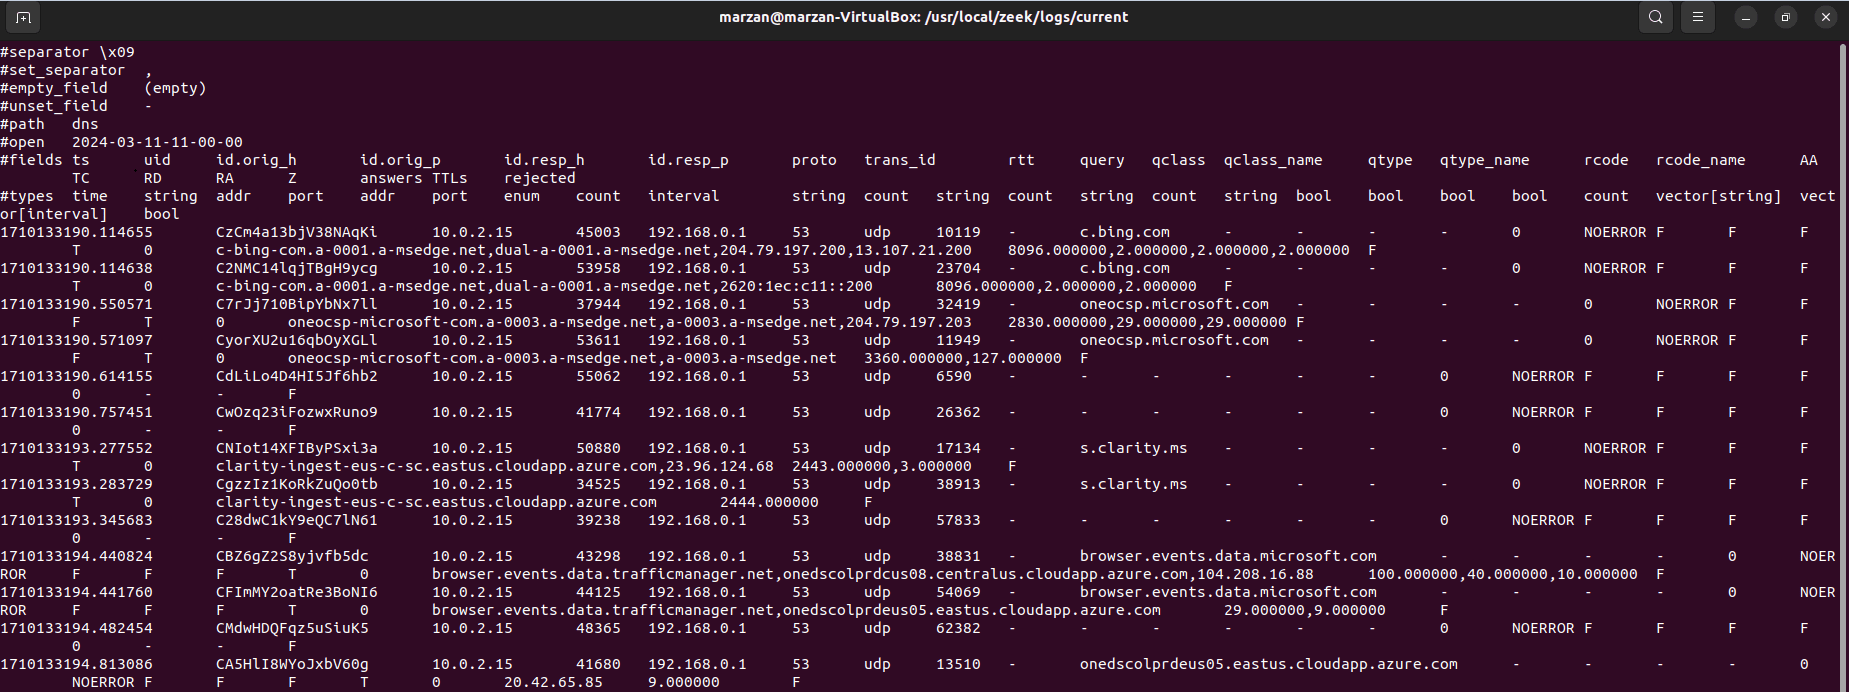 marzan@marzan-VirtualBox: /usr/local/zeek/logs/current
#separator \x09
#set_separator ,
#empty_field (empty)
#unset_field -
#path dns
#open 2024-03-11-11-00-00
#fields ts uid id.orig_h id.orig_p id.resp_h id.resp_p proto trans_id rtt query qclass qclass_name qtype qtype_name rcode rcode_name AA
TC RD RA Z answers TTLs rejected
#types time string addr port addr port enum count interval string count string count string count string bool bool bool bool count vector[string] vect
or[interval] bool
1710133190.114655 CzCm4a13bjV38NAqKi 10.0.2.15 45003 192.168.0.1 53 udp 10119 - c.bing.com - - - - 0 NOERROR F F F
T 0 c-bing-com.a-0001.a-msedge.net,dual-a-0001.a-msedge.net,204.79.197.200,13.107.21.200 8096.000000,2.000000,2.000000,2.000000 F
1710133190.114638 C2NMC14lqjTBgH9ycg 10.0.2.15 53958 192.168.0.1 53 udp 23704 - c.bing.com - - - - 0 NOERROR F F F
T 0 c-bing-com.a-0001.a-msedge.net,dual-a-0001.a-msedge.net,2620:1ec:c11::200 8096.000000,2.000000,2.000000 F
1710133190.550571 C7rJj710BipYbNx7ll 10.0.2.15 37944 192.168.0.1 53 udp 32419 - oneocsp.microsoft.com - - - - 0 NOERROR F F
F T 0 oneocsp-microsoft-com.a-0003.a-msedge.net,a-0003.a-msedge.net,204.79.197.203 2830.000000,29.000000,29.000000 F
1710133190.571097 CyorXU2u16qbOyXGLl 10.0.2.15 53611 192.168.0.1 53 udp 11949 - oneocsp.microsoft.com - - - - 0 NOERROR F F
F T 0 oneocsp-microsoft-com.a-0003.a-msedge.net,a-0003.a-msedge.net 3360.000000,127.000000 F
1710133190.614155 CdLiLo4D4HI5Jf6hb2 10.0.2.15 55062 192.168.0.1 53 udp 6590 - - - - - - 0 NOERROR F F F F
0 - - F
1710133190.757451 CwOzq23iFozwxRuno9 10.0.2.15 41774 192.168.0.1 53 udp 26362 - - - - - - 0 NOERROR F F F F
0 - - F
1710133193.277552 CNIot14XFIByPSxi3a 10.0.2.15 50880 192.168.0.1 53 udp 17134 - s.clarity.ms - - - - 0 NOERROR F F F
T 0 clarity-ingest-eus-c-sc.eastus.cloudapp.azure.com,23.96.124.68 2443.000000,3.000000 F
1710133193.283729 CgzzIz1KoRkZuQo0tb 10.0.2.15 34525 192.168.0.1 53 udp 38913 - s.clarity.ms - - - - 0 NOERROR F F F
T 0 clarity-ingest-eus-c-sc.eastus.cloudapp.azure.com 2444.000000 F
1710133193.345683 C28dwC1kY9eQC7lN61 10.0.2.15 39238 192.168.0.1 53 udp 57833 - - - - - - 0 NOERROR F F F F
0 - - F
1710133194.440824 CBZ6gZ2S8yjvfb5dc 10.0.2.15 43298 192.168.0.1 53 udp 38831 - browser.events.data.microsoft.com - - - - 0 NOER
ROR F F F T 0 browser.events.data.trafficmanager.net,onedscolprdcus08.centralus.cloudapp.azure.com,104.208.16.88 100.000000,40.000000,10.000000 F
1710133194.441760 CFImMY2oatRe3BoNI6 10.0.2.15 44125 192.168.0.1 53 udp 54069 - browser.events.data.microsoft.com - - - - 0 NOER
ROR F F F T 0 browser.events.data.trafficmanager.net,onedscolprdeus05.eastus.cloudapp.azure.com 29.000000,9.000000 F
1710133194.482454 CMdwHDQFqz5uSiuK5 10.0.2.15 48365 192.168.0.1 53 udp 62382 - - - - - - 0 NOERROR F F F F
0 - - F
1710133194.813086 CA5HlI8WYoJxbV60g 10.0.2.15 41680 192.168.0.1 53 udp 13510 - onedscolprdeus05.eastus.cloudapp.azure.com - - - - 0
NOERROR F F F T 0 20.42.65.85 9.000000 F